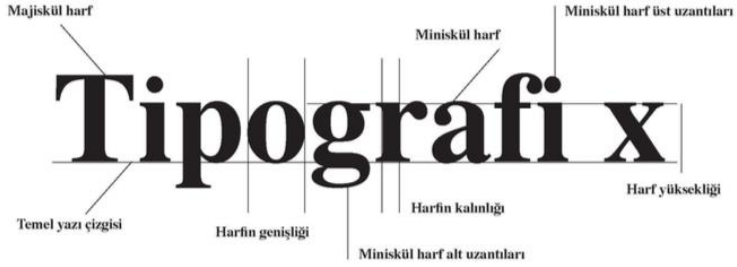 Majiskül harf
Miniskül harf üst uzantıları
Miniskül harf
Tipografi x
Harf yüksekliği
Harfin kalınlığı
Temel yazı çizgisi
Harfin genişliği
Miniskül harf alt uzantıları